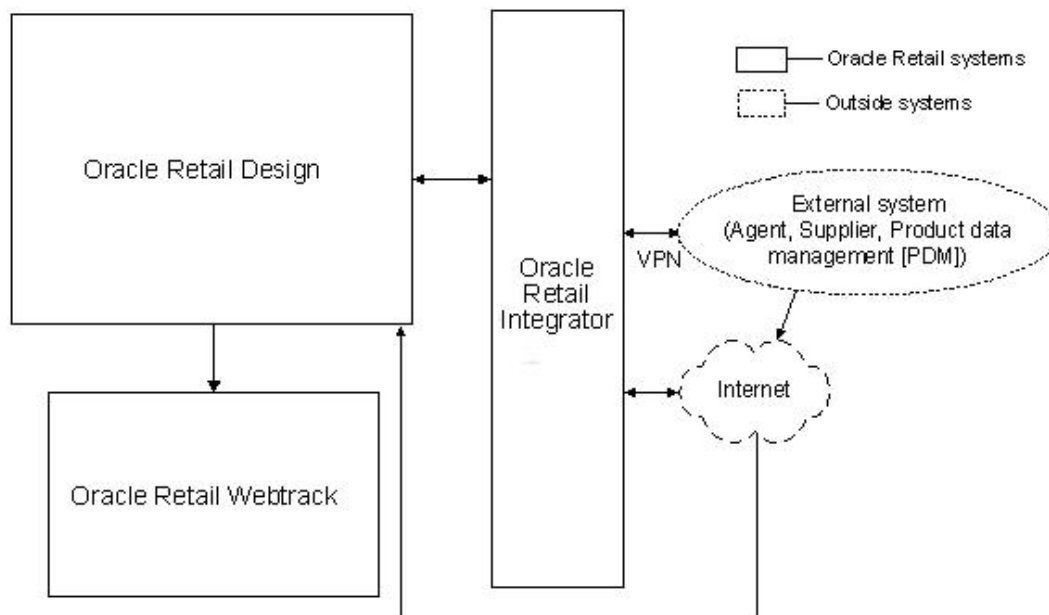 Oracle Retail systems
Outside systems
Oracle Retail Design
External system
(Agent, Supplier, Product data
management [PDM])
VPN
Oracle
Retail
Integrator
Internet
Oracle Retail Webtrack